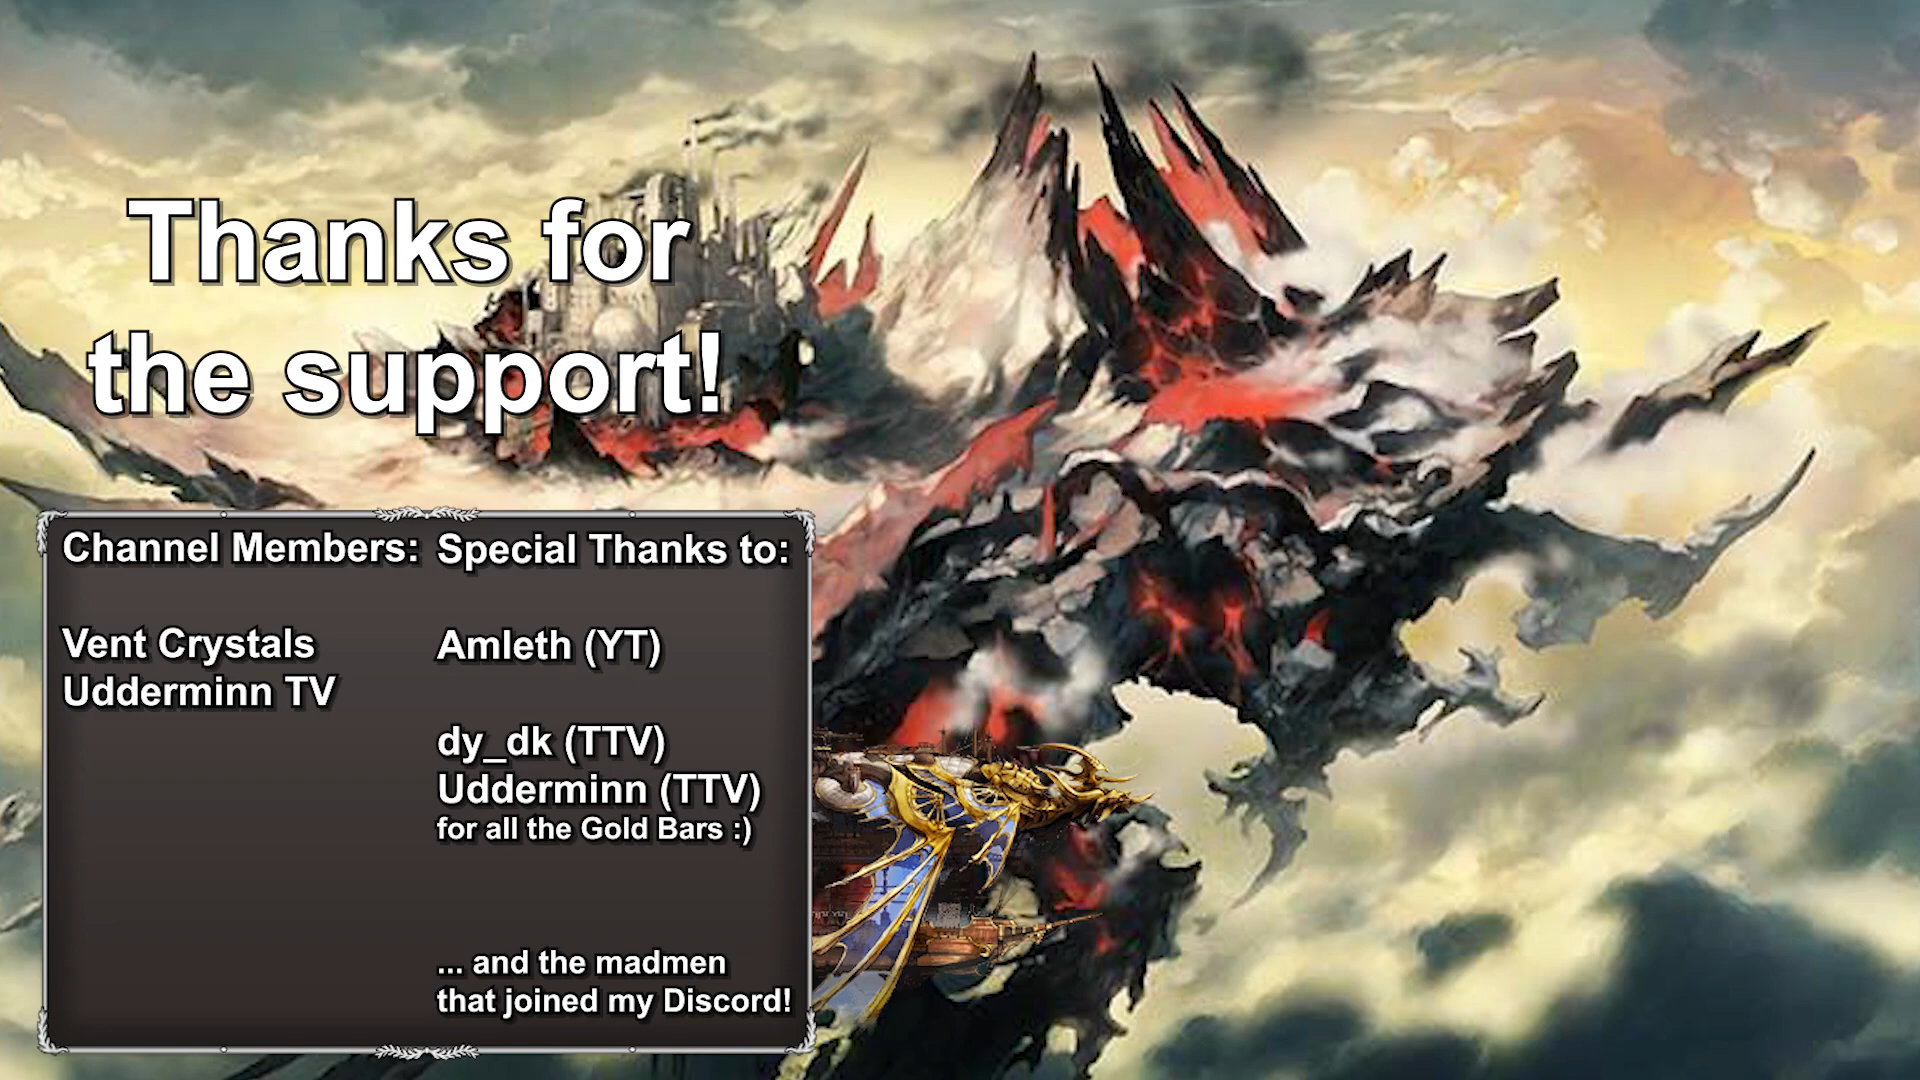 Thanks for
the support!
Channel Members:
Vent Crystals
Udderminn TV
Special Thanks to:
Amleth (YT)
dy_dk (TTV)
Udderminn (TTV)
for all the Gold Bars :)
... and the madmen
that joined my Discord!